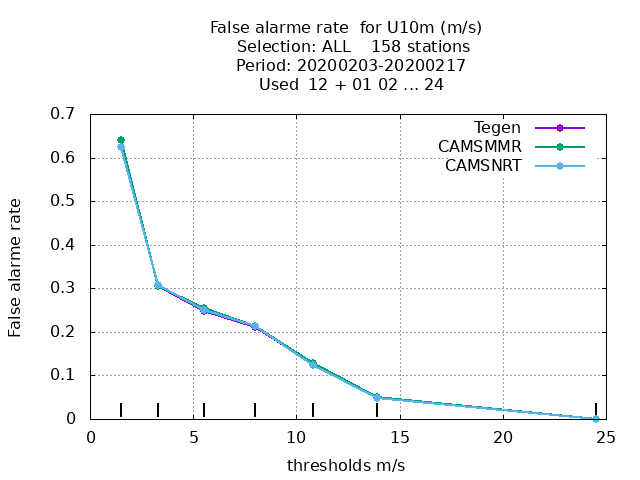 False alarme rate  for U10m (m/s)
Selection: ALL    158 stations
Period: 20200203-20200217
Used  12 + 01 02 ... 24
0.7
0.6
0.5
0.4
0.3
0.2
0.1
0
False alarme rate
Tegen
CAMSMMR
CAMSNRT
0 5 10 15 20 25
thresholds m/s